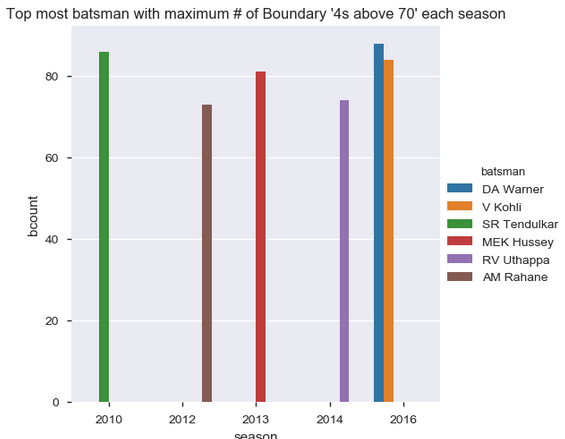 Top most batsman with maximum # of Boundary '4s above 70' each season
80
60
40
20
0
bcount
2010
2012
2013
2014
2016
season
batsman
DA Warner
V Kohli
SR Tendulkar
MEK Hussey
RV Uthappa
AM Rahane